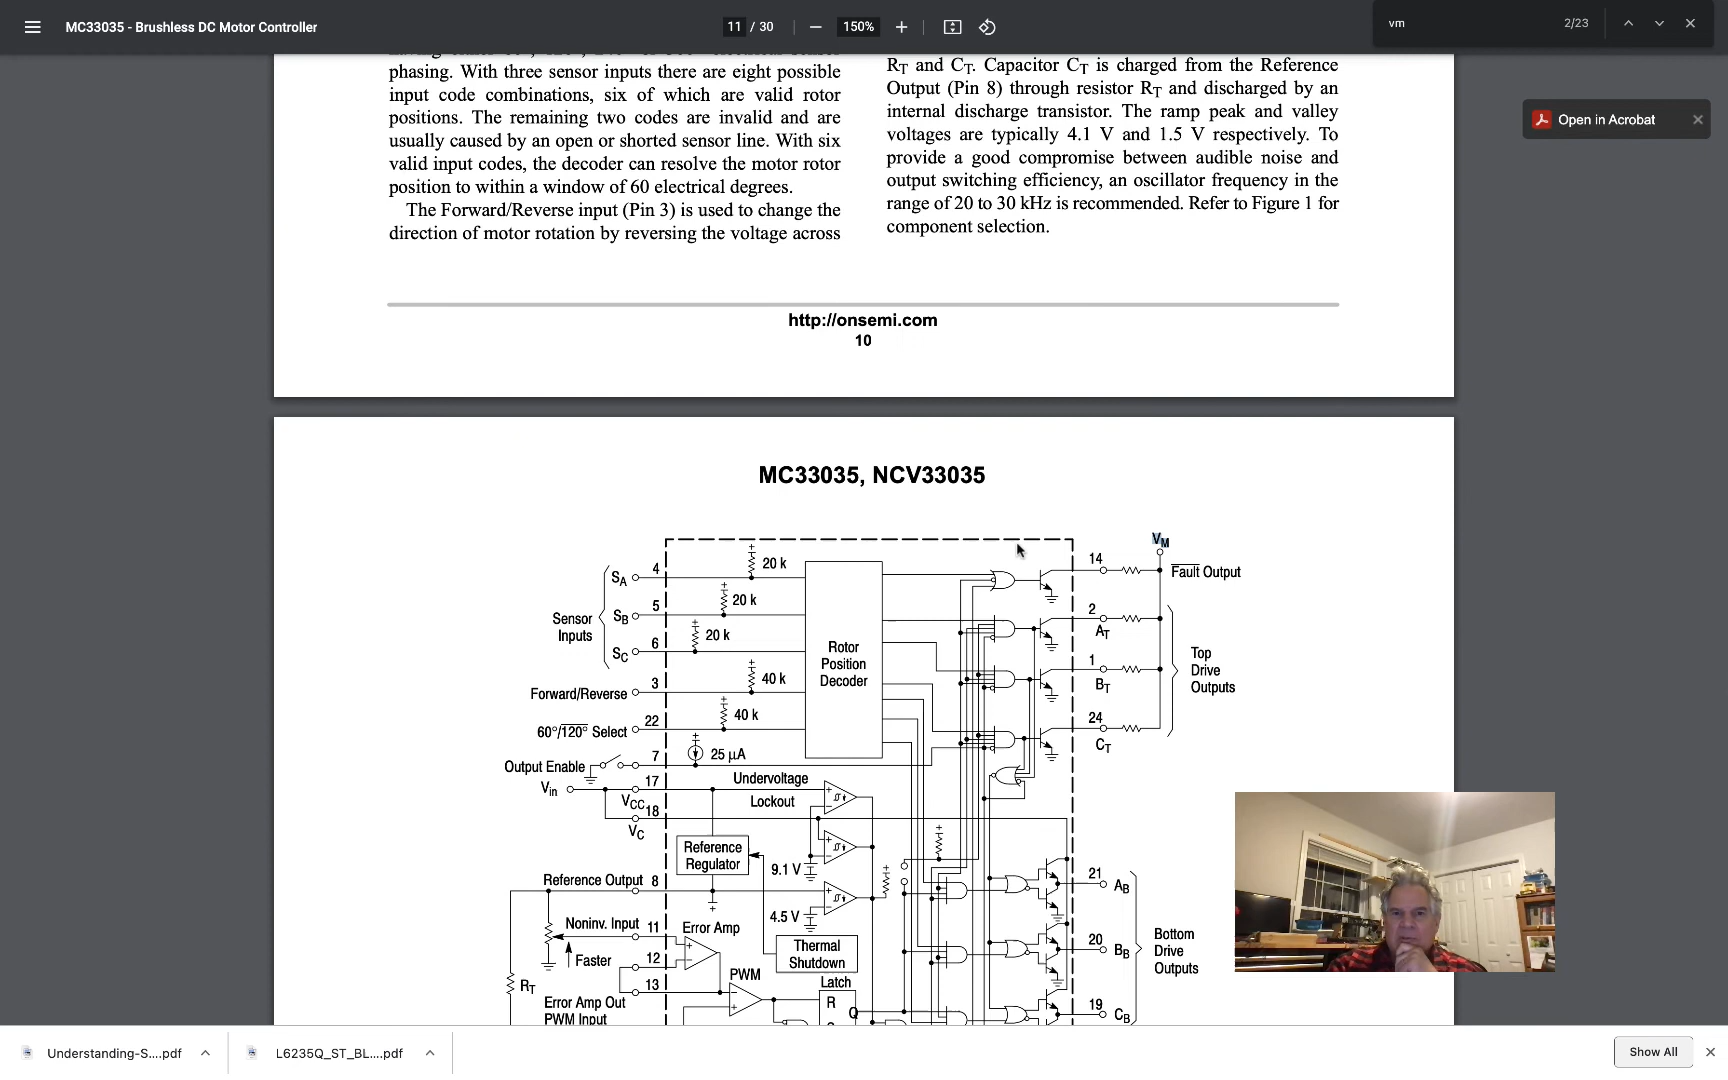 MC33035 - Brushless DC Motor Controller
11 / 30
150%
vm
2/23
Open in Acrobat
phasing. With three sensor inputs there are eight possible
input code combinations, six of which are valid rotor
positions. The remaining two codes are invalid and are
usually caused by an open or shorted sensor line. With six
valid input codes, the decoder can resolve the motor rotor
position to within a window of 60 electrical degrees.
The Forward/Reverse input (Pin 3) is used to change the
direction of motor rotation by reversing the voltage across
RT and CT. Capacitor CT is charged from the Reference
Output (Pin 8) through resistor RT and discharged by an
internal discharge transistor. The ramp peak and valley
voltages are typically 4.1 V and 1.5 V respectively. To
provide a good compromise between audible noise and
output switching efficiency, an oscillator frequency in the
range of 20 to 30 kHz is recommended. Refer to Figure 1 for
component selection.
http://onsemi.com
10
MC33035, NCV33035
VM
14
Fault Output
4
SA
20 k
5
SB
20 k
Sensor
Inputs
6
SC
20 k
Rotor
Position
Decoder
2
AT
1
BT
Top
Drive
Outputs
3
Forward/Reverse
40 k
22
60°/120° Select
40 k
24
CT
7
Output Enable
25 µA
17
Vin
VCC
18
VC
Undervoltage
Lockout
Reference
Regulator
9.1 V
Reference Output
8
4.5 V
21
AB
Noninv. Input
11
Error Amp
Faster
12
13
Thermal
Shutdown
20
BB
Bottom
Drive
Outputs
RT
PWM
Latch
R
Q
Error Amp Out
PWM Input
19
CB
Understanding-S....pdf
L6235Q_ST_BL....pdf
Show All